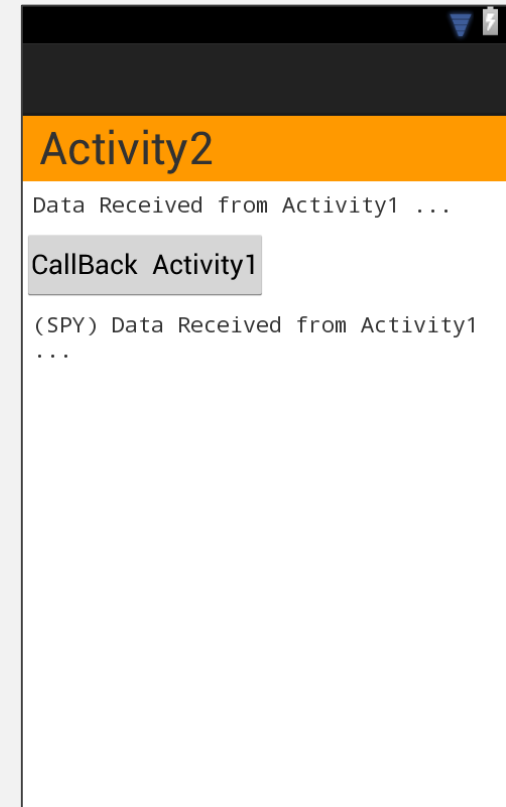 Activity2
Data Received from Activity1 ...
CallBack Activity1
(SPY) Data Received from Activity1
...